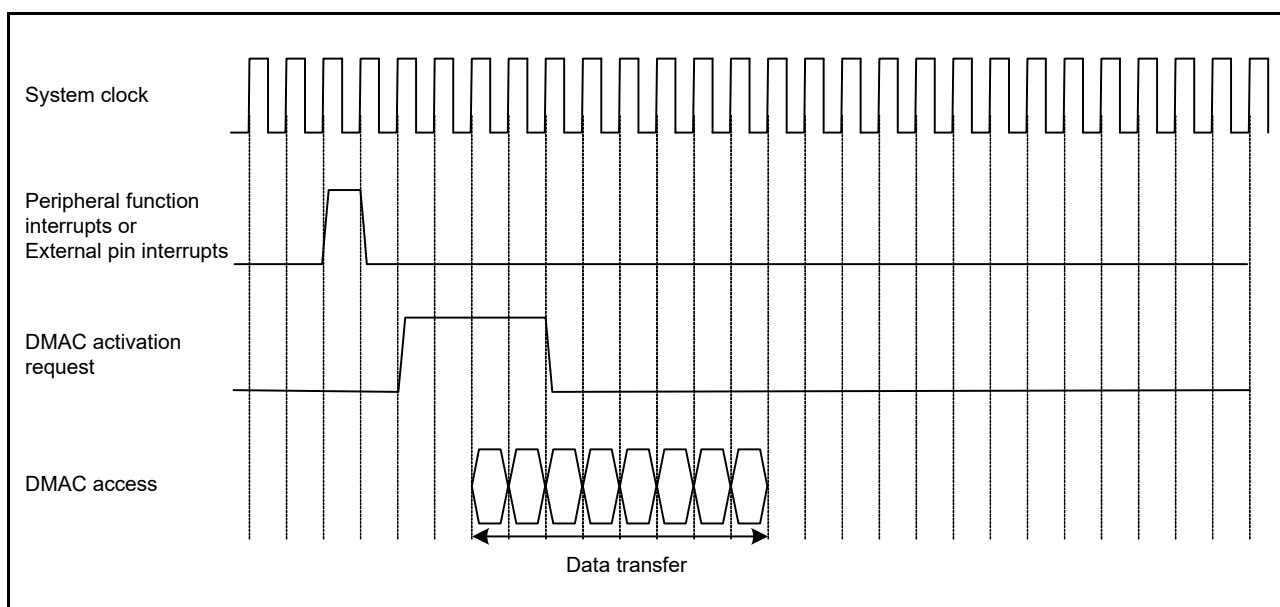 System clock
Peripheral function
interrupts or
External pin interrupts
DMAC activation
request
DMAC access
Data transfer